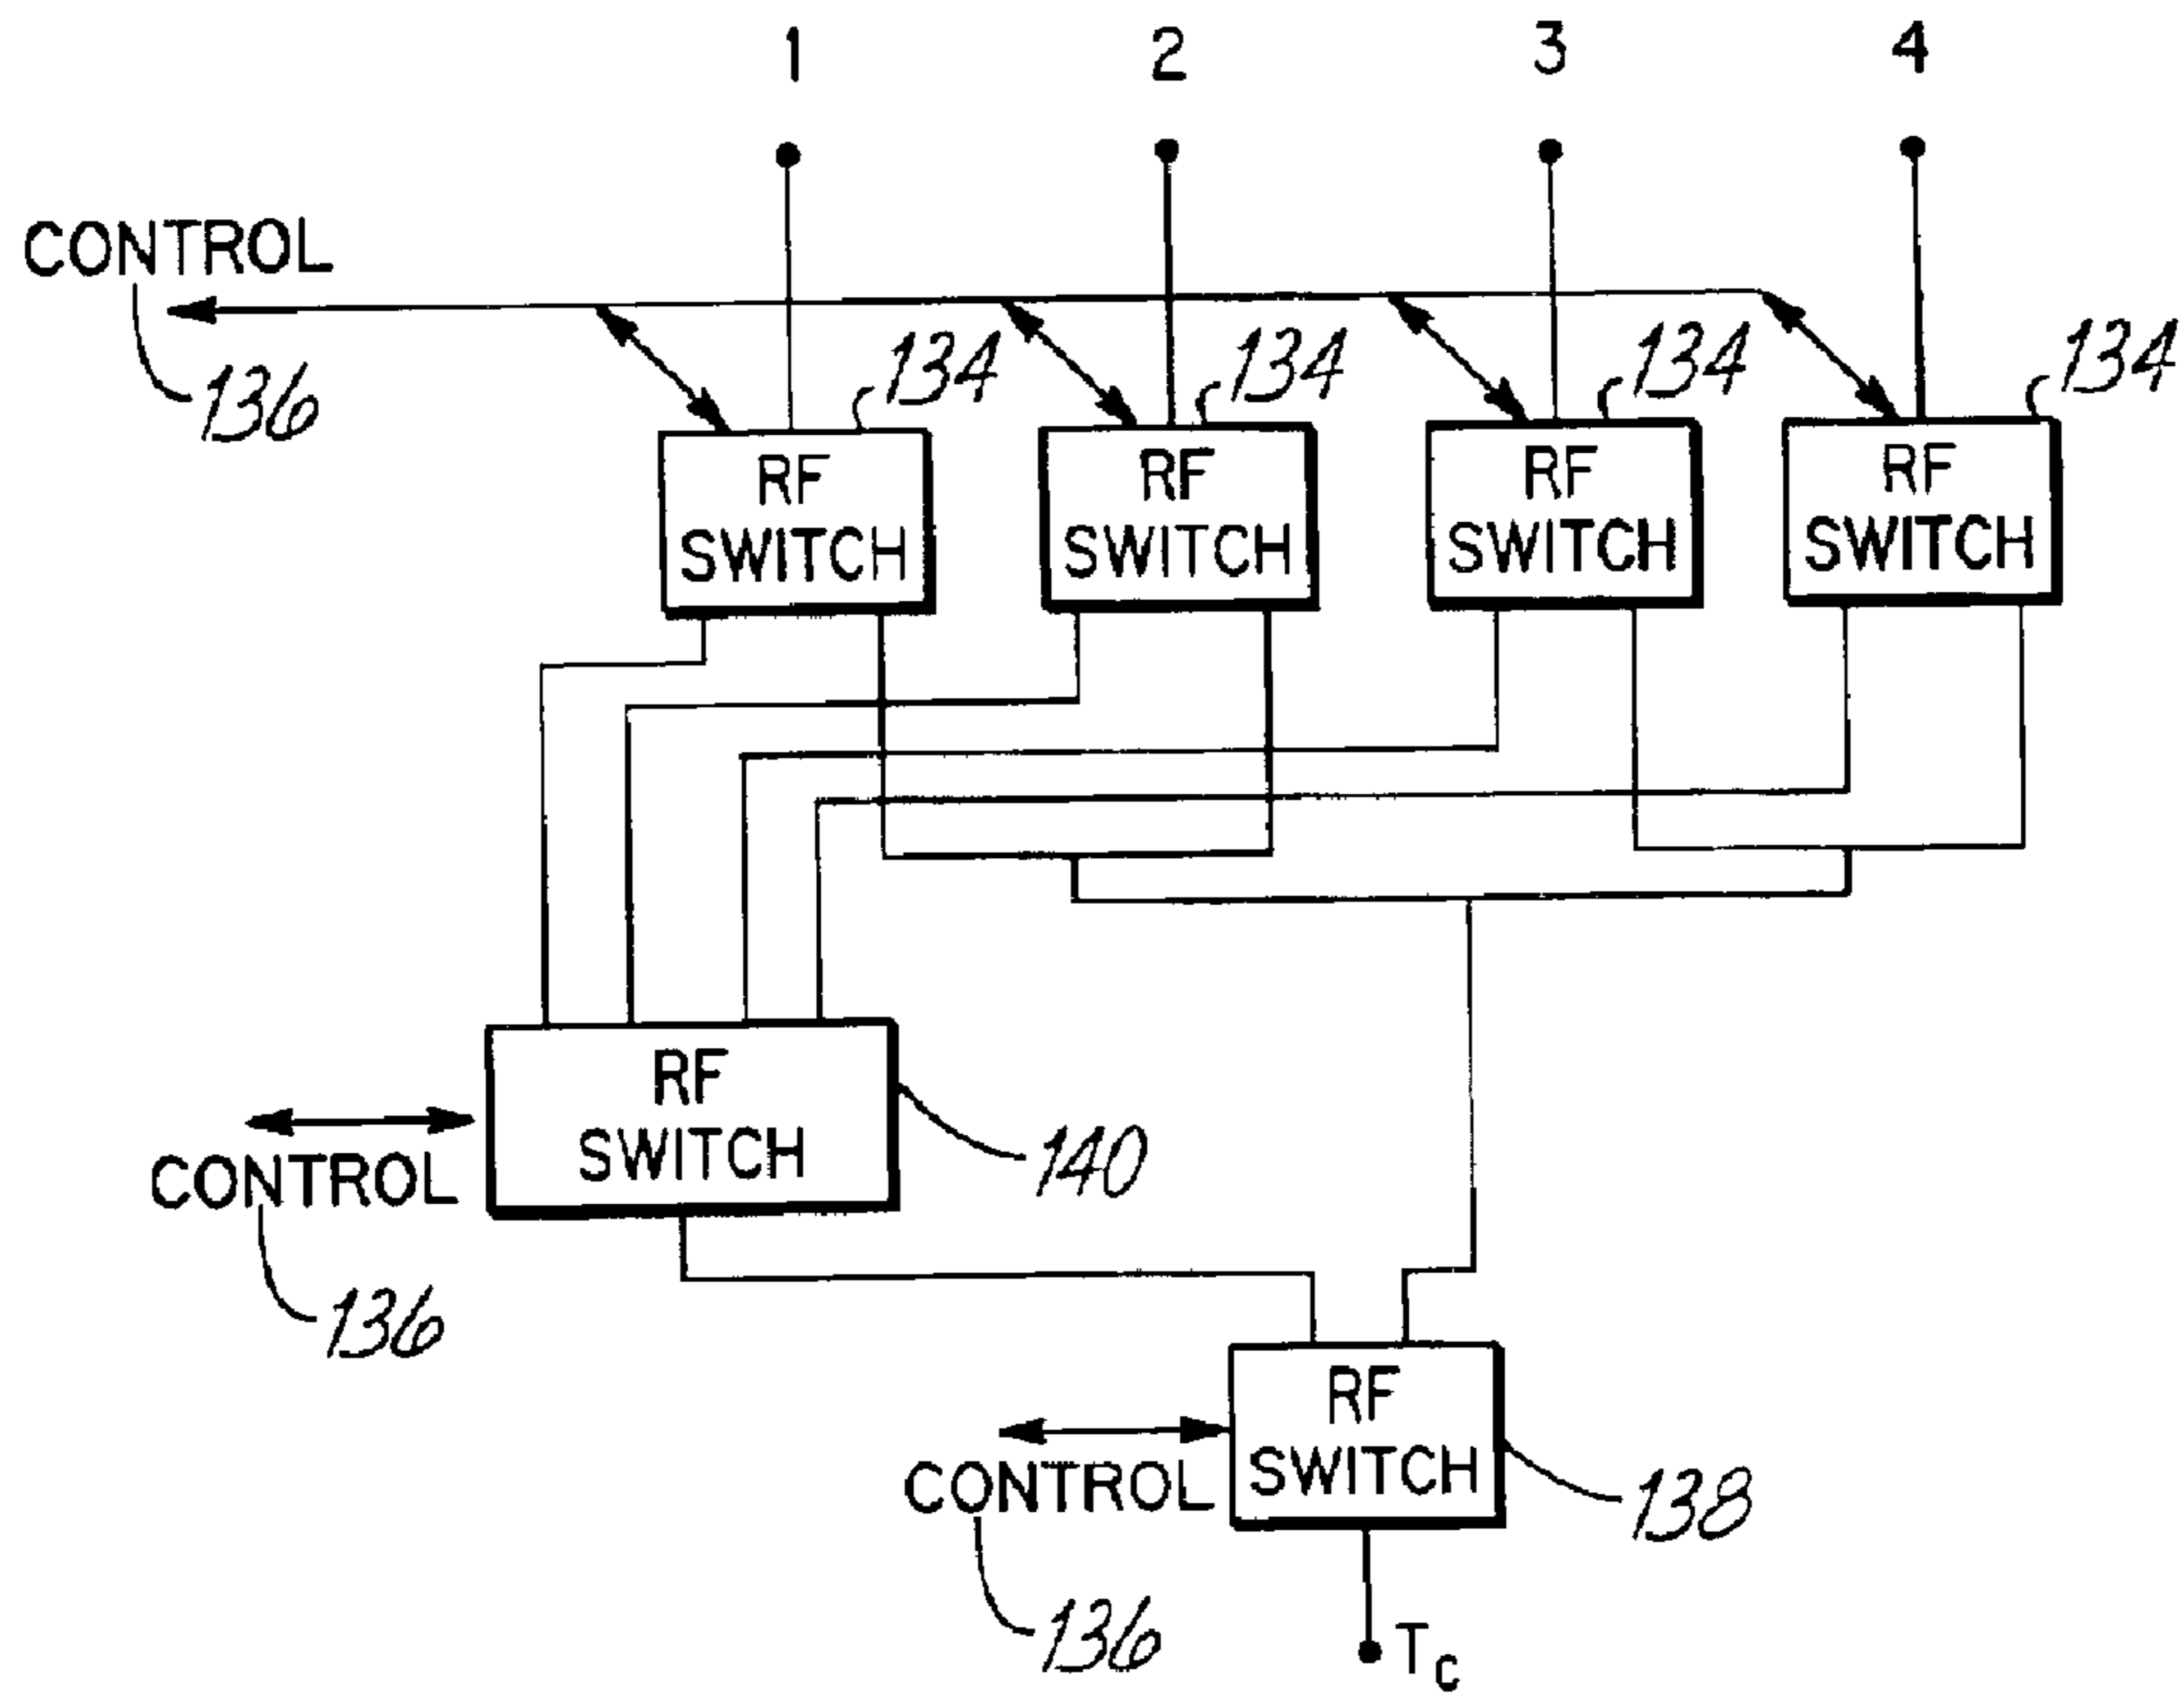 1 2 3 4
CONTROL
136
134 134 134 134
RF SWITCH
RF SWITCH
RF SWITCH
RF SWITCH
RF SWITCH
140
CONTROL
136
RF SWITCH
CONTROL
138
136
Tc